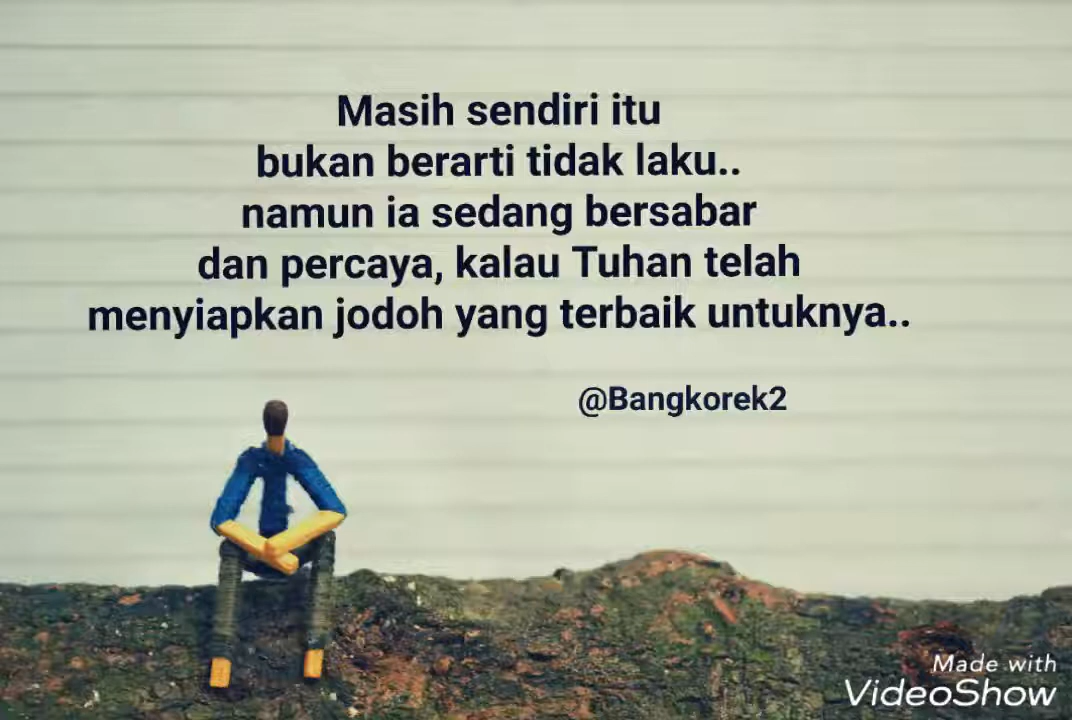 Masih sendiri itu
bukan berarti tidak laku..
namun ia sedang bersabar
dan percaya, kalau Tuhan telah
menyiapkan jodoh yang terbaik untuknya..
@Bangkorek2
Made with
VideoShow